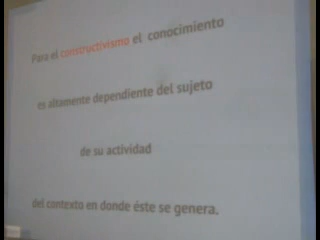 Para el constructivismo el conocimiento
es altamente dependiente del sujeto
de su actividad
del contexto en donde éste se genera.